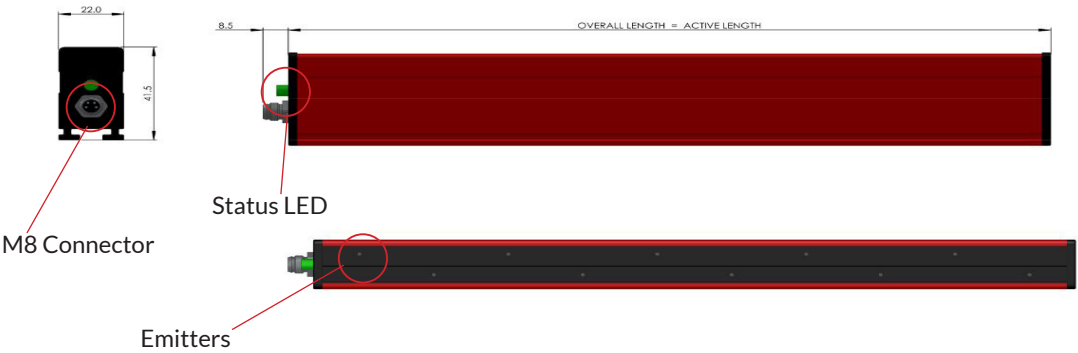 22.0
8.5
OVERALL LENGTH = ACTIVE LENGTH
41.5
Status LED
M8 Connector
Emitters